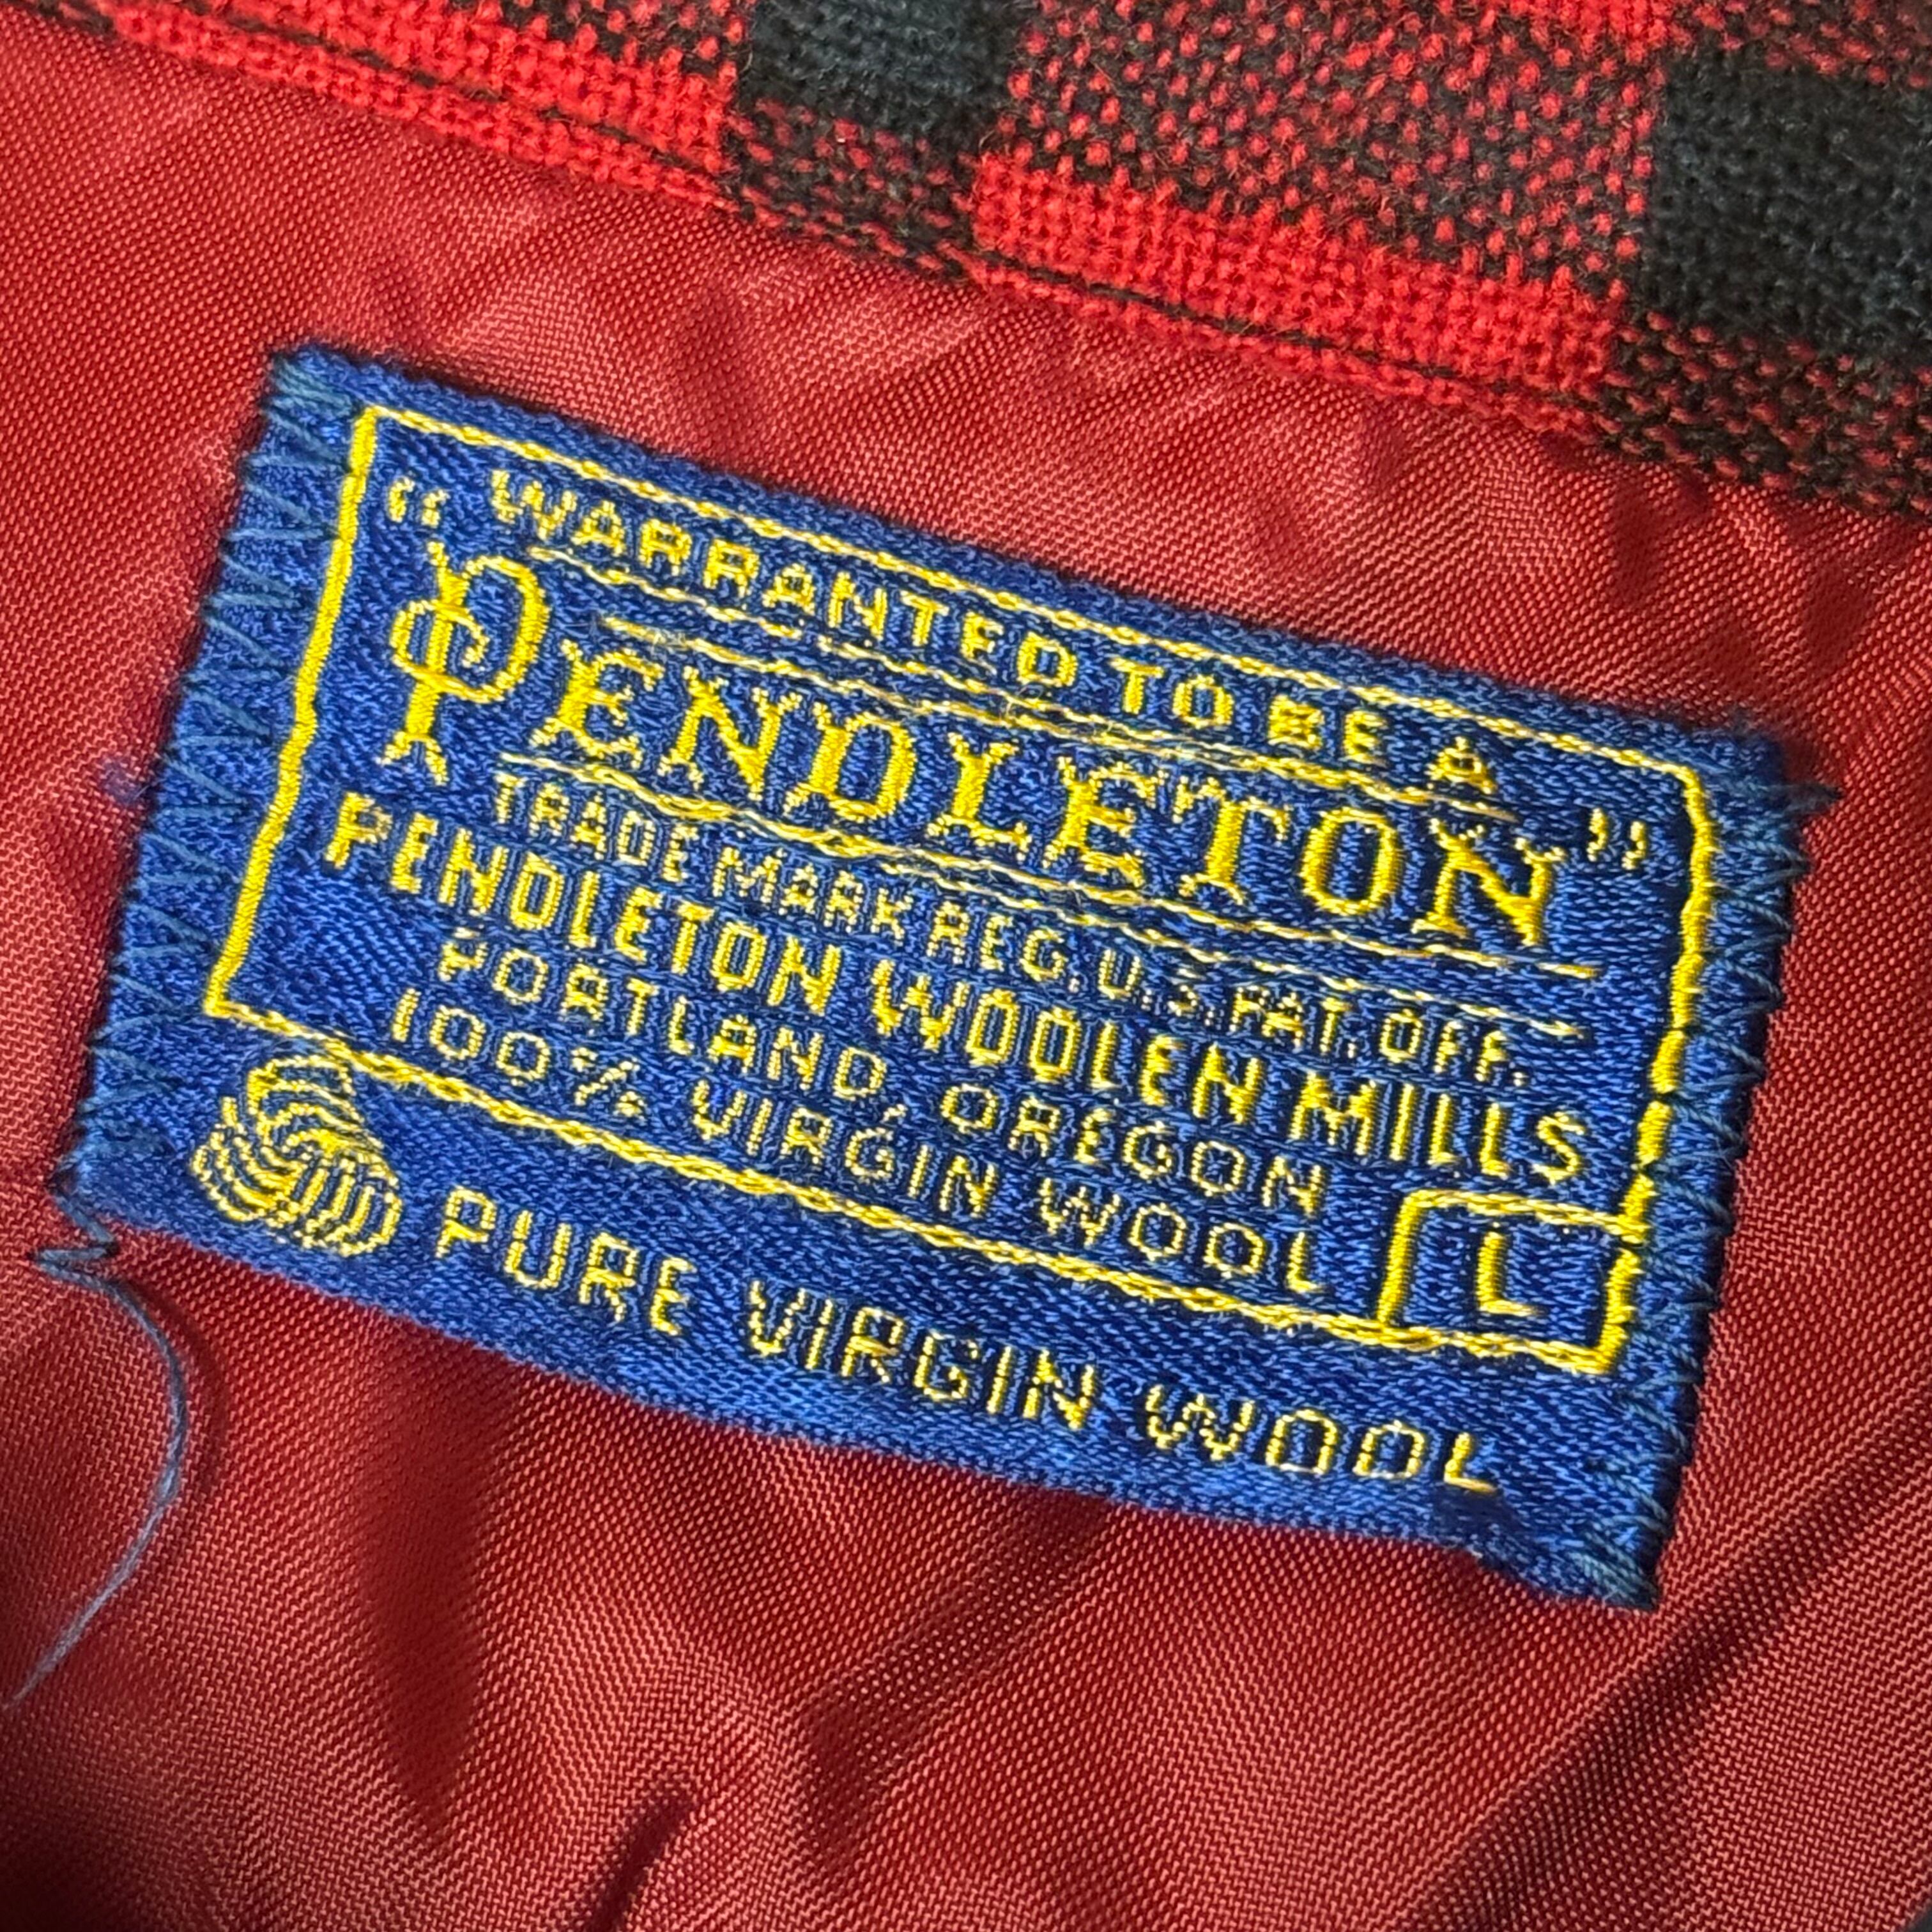 “WARRANTED TO BE A”
PENDLETON
TRADE MARK REG. U.S. PAT. OFF.
PENDLETON WOOLEN MILLS
PORTLAND, OREGON
100% VIRGIN WOOL
L
PURE VIRGIN WOOL